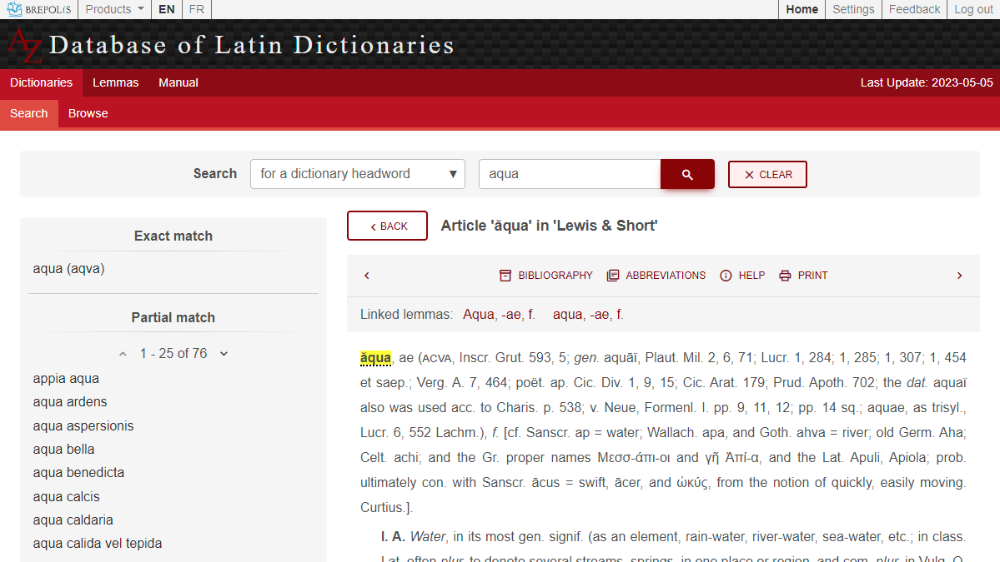 BREPOLiS Products EN FR Home Settings Feedback Log out
AZ Database of Latin Dictionaries
Dictionaries Lemmas Manual Last Update: 2023-05-05
Search Browse
Search for a dictionary headword aqua CLEAR
BACK Article 'ăqua' in 'Lewis & Short'
Exact match
aqua (aqva)
Partial match
1 - 25 of 76
appia aqua
aqua ardens
aqua aspersionis
aqua bella
aqua benedicta
aqua calcis
aqua caldaria
aqua calida vel tepida
BIBLIOGRAPHY ABBREVIATIONS HELP PRINT
Linked lemmas: Aqua, -ae, f. aqua, -ae, f.
ăqua, ae (ACVA, Inscr. Grut. 593, 5; gen. aquāï, Plaut. Mil. 2, 6, 71; Lucr. 1, 284; 1, 285; 1, 307; 1, 454
et saep.; Verg. A. 7, 464; poët. ap. Cic. Div. 1, 9, 15; Cic. Arat. 179; Prud. Apoth. 702; the dat. aquaï
also was used acc. to Charis. p. 538; v. Neue, Formenl. I. pp. 9, 11, 12; pp. 14 sq.; aquae, as trisyl.,
Lucr. 6, 552 Lachm.), f. [cf. Sanscr. ap = water; Wallach. apa, and Goth. ahva = river; old Germ. Aha;
Celt. achi; and the Gr. proper names Μεσσ-άπι-οι and γῆ Ἀπί-α, and the Lat. Apuli, Apiola; prob.
ultimately con. with Sanscr. ācus = swift, ācer, and ὠκύς, from the notion of quickly, easily moving.
Curtius.].
I. A. Water, in its most gen. signif. (as an element, rain-water, river-water, sea-water, etc.; in class.
Lat. often plur. to denote several streams, springs, in one place or region, and com. plur. in Vulg. O.